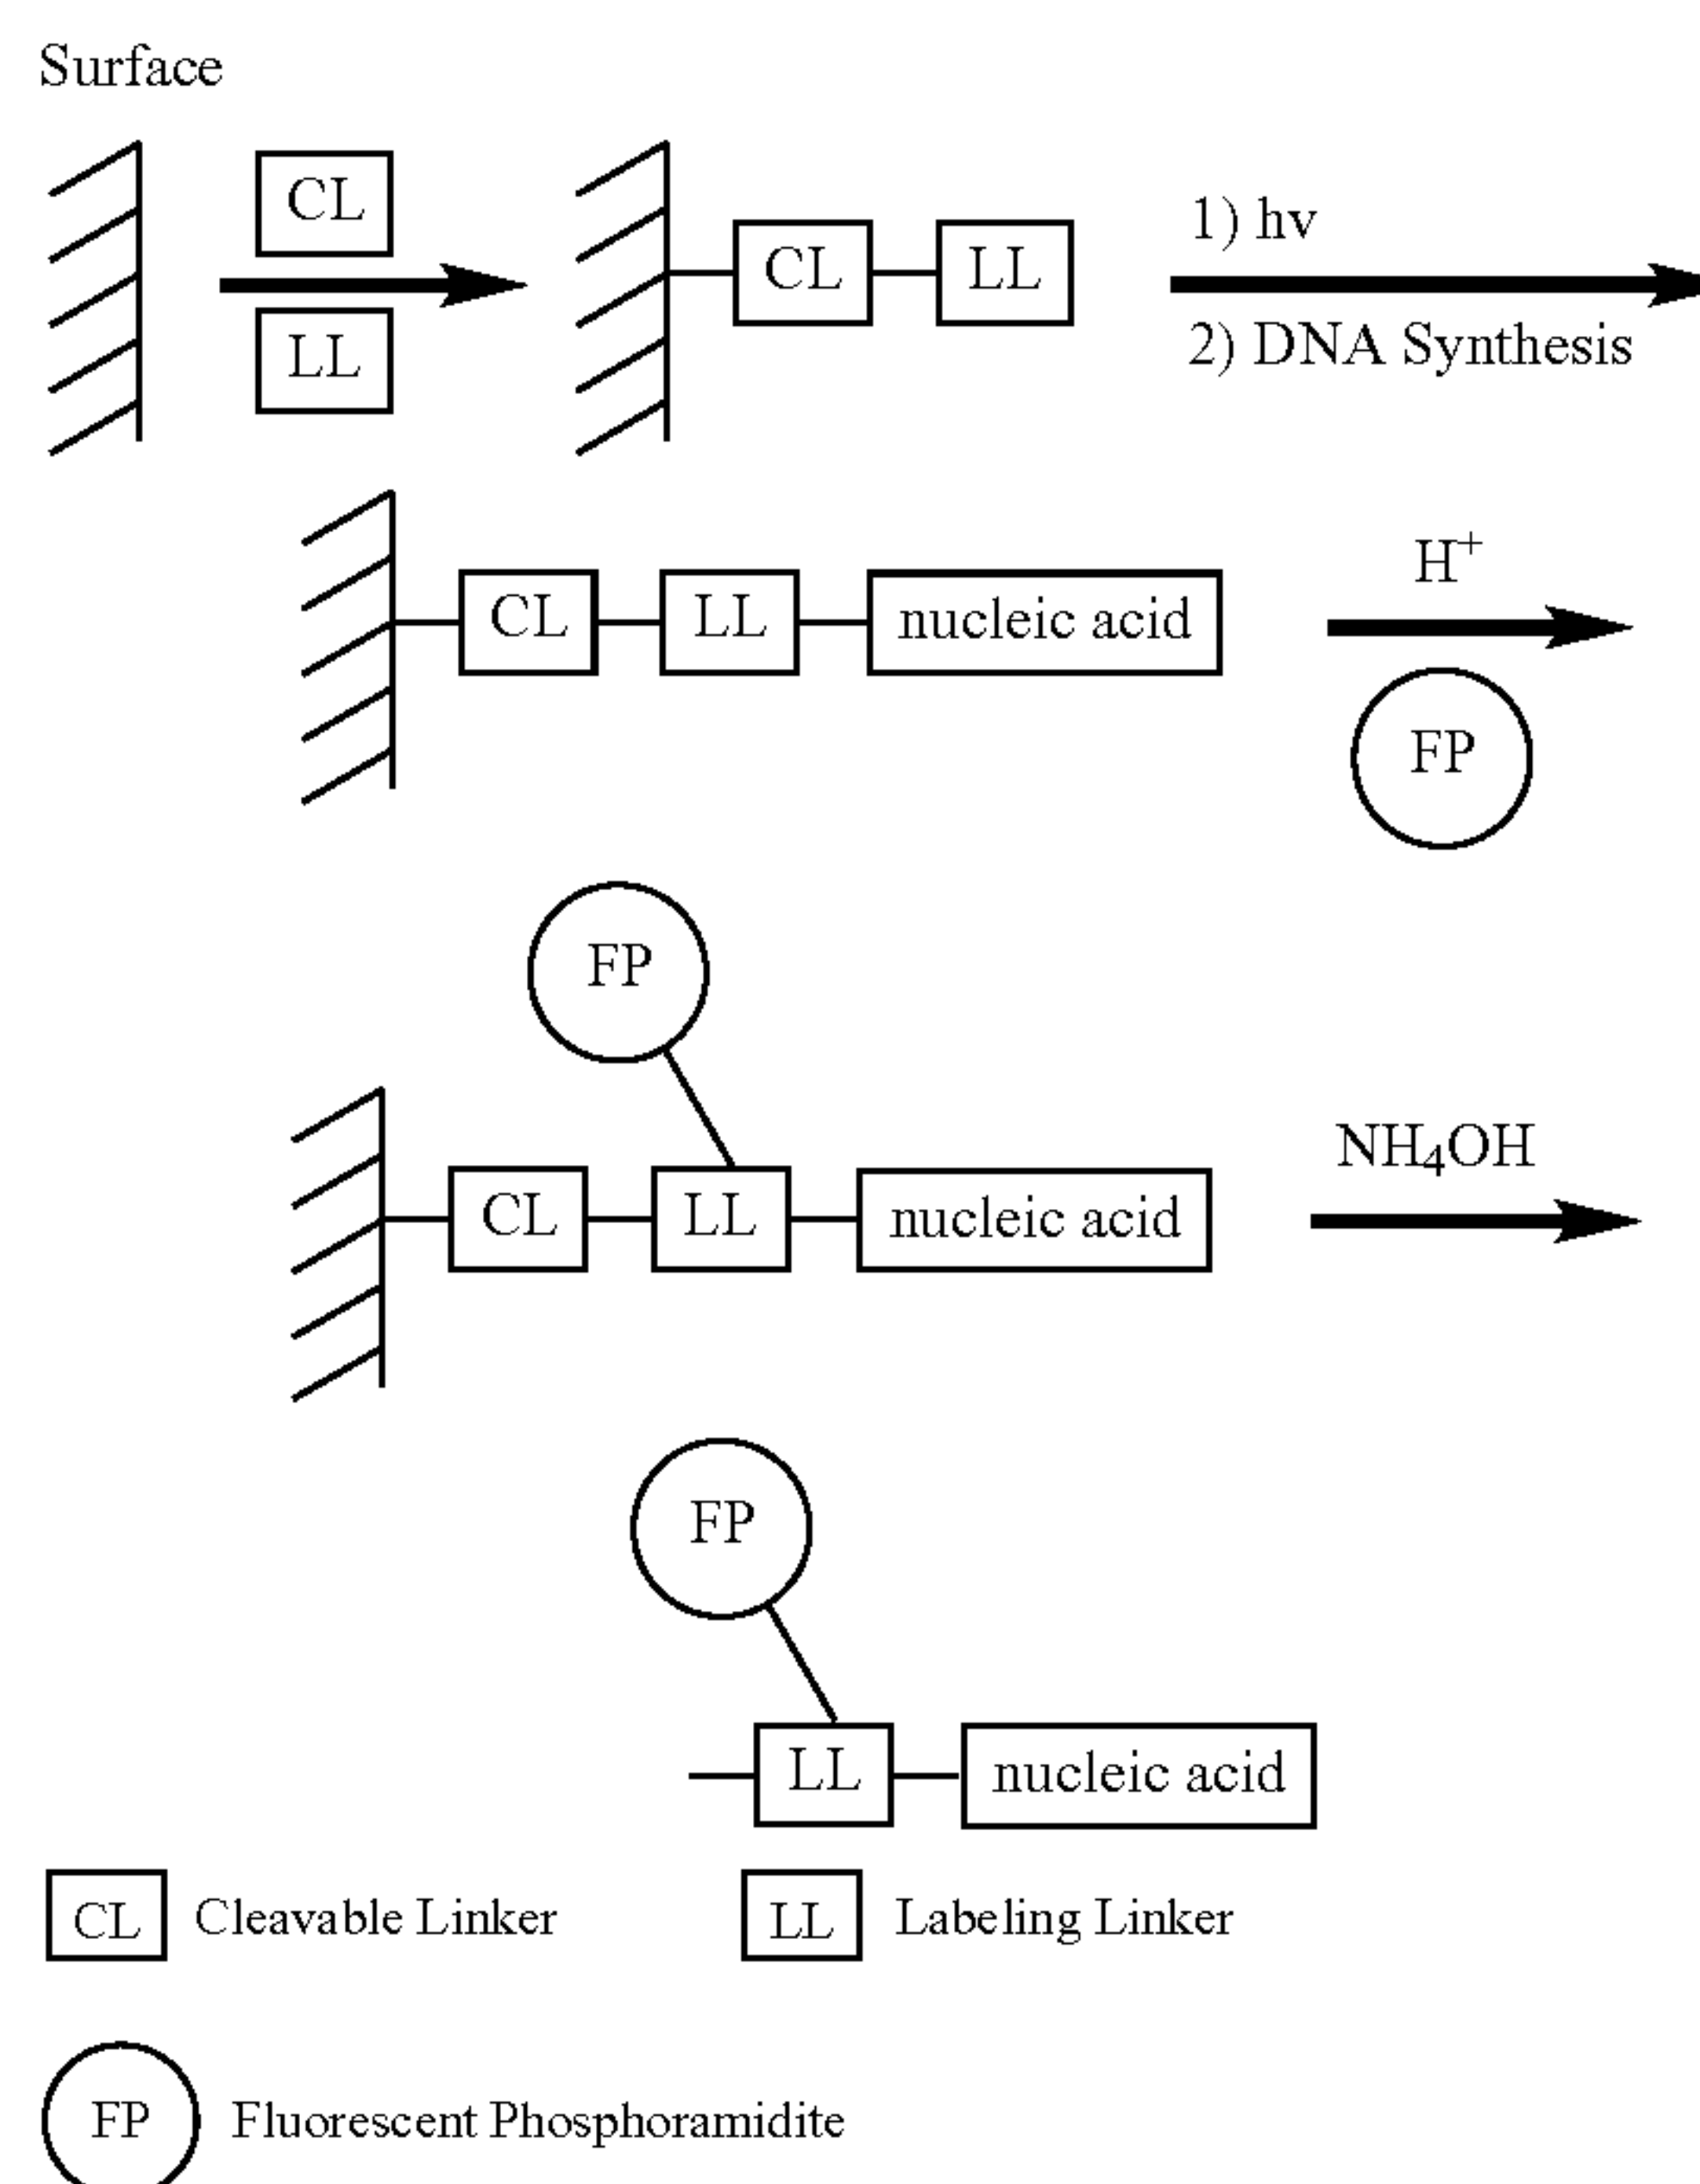 Surface
CL
LL
CL
LL
1) hv
2) DNA Synthesis
CL
LL
nucleic acid
H⁺
FP
FP
CL
LL
nucleic acid
NH₄OH
FP
LL
nucleic acid
CL Cleavable Linker
LL Labeling Linker
FP Fluorescent Phosphoramidite